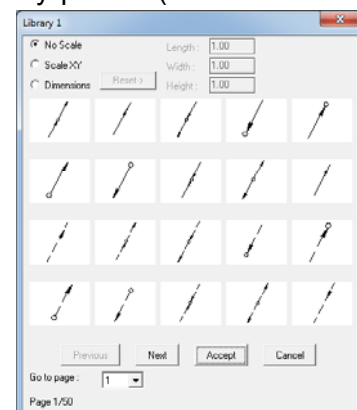 Library 1
No Scale
Length: 1.00
Scale XY
Width: 1.00
Dimensions
Reset >
Height: 1.00
Previous
Next
Accept
Cancel
Go to page: 1
Page 1/50